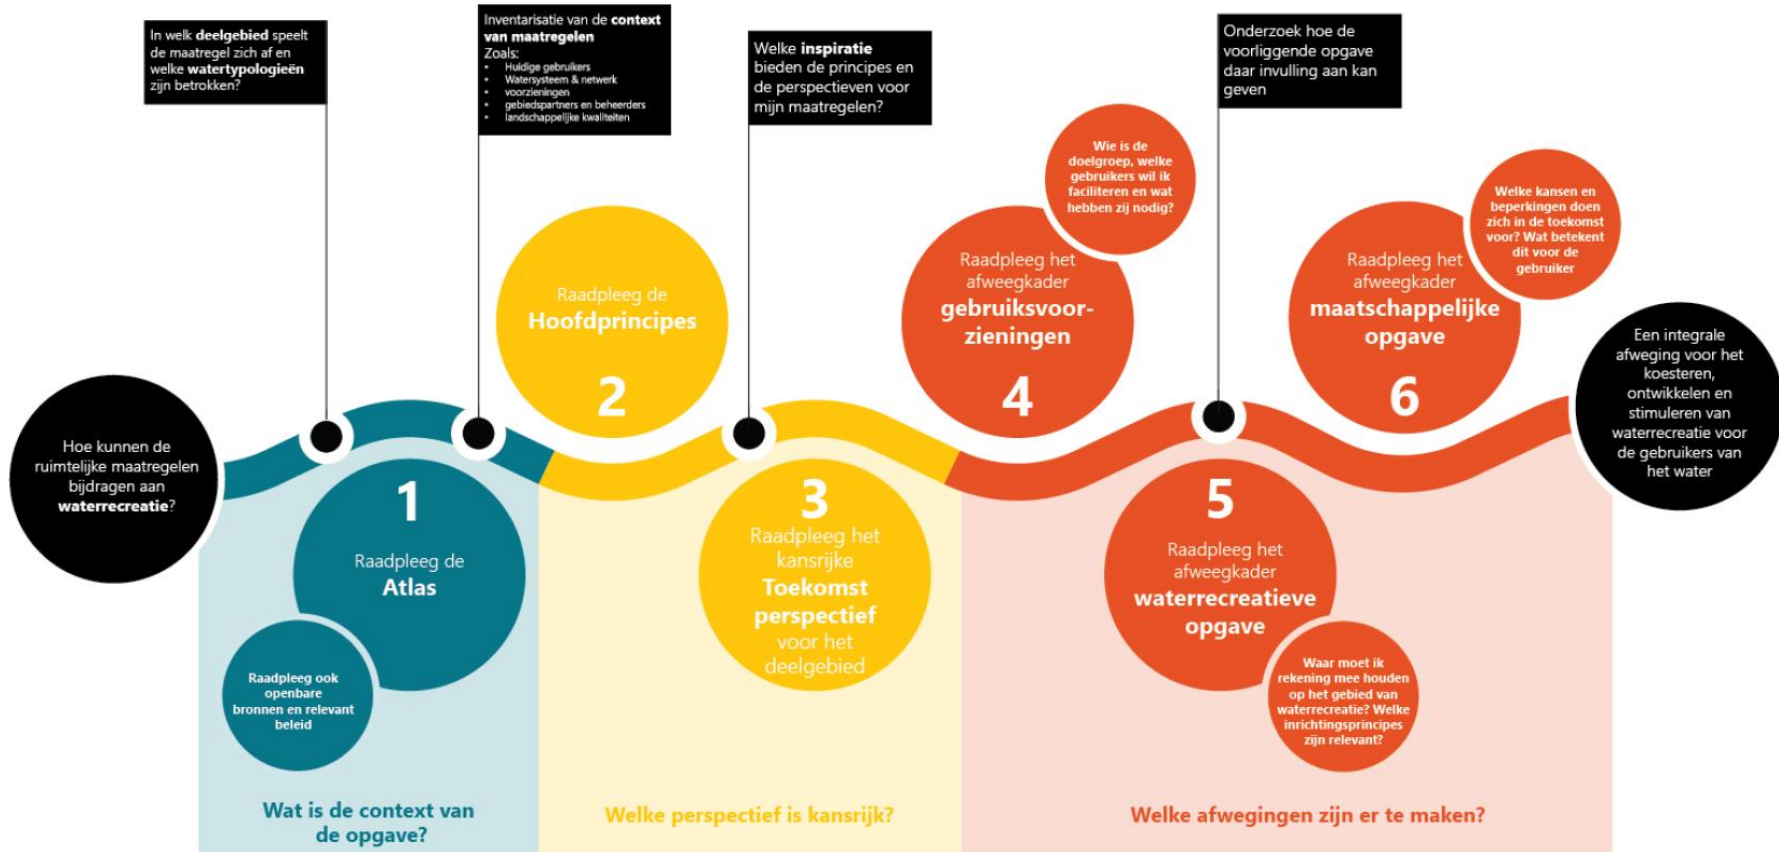 In welk deelgebied speelt
de maatregel zich af en
welke watertypologieën
zijn betrokken?
Inventarisatie van de context
van maatregelen
Zoals:
• Huidige gebruikers
• Watersysteem & netwerk
• voorzieningen
• gebiedspartners en beheerders
• landschappelijke kwaliteiten
Welke inspiratie
bieden de principes en
de perspectieven voor
mijn maatregelen?
Onderzoek hoe de
voorliggende opgave
daar invulling aan kan
geven
Hoe kunnen de
ruimtelijke maatregelen
bijdragen aan
waterrecreatie?
1
Raadpleeg de
Atlas
Raadpleeg ook
openbare
bronnen en relevant
beleid
Raadpleeg de
Hoofdprincipes
2
3
Raadpleeg het
kansrijke
Toekomst
perspectief
voor het
deelgebied
Wie is de
doelgroep, welke
gebruikers wil ik
faciliteren en wat
hebben zij nodig?
Raadpleeg het
afweegkader
gebruiksvoor-
zieningen
4
5
Raadpleeg het
afweegkader
waterrecreatieve
opgave
Waar moet ik
rekening mee houden
op het gebied van
waterrecreatie? Welke
inrichtingsprincipes
zijn relevant?
Welke kansen en
beperkingen doen
zich in de toekomst
voor? Wat betekent
dit voor de
gebruiker
Raadpleeg het
afweegkader
maatschappelijke
opgave
6
Een integrale
afweging voor het
koesteren,
ontwikkelen en
stimuleren van
waterrecreatie voor
de gebruikers van
het water
Wat is de context van
de opgave?
Welke perspectief is kansrijk?
Welke afwegingen zijn er te maken?